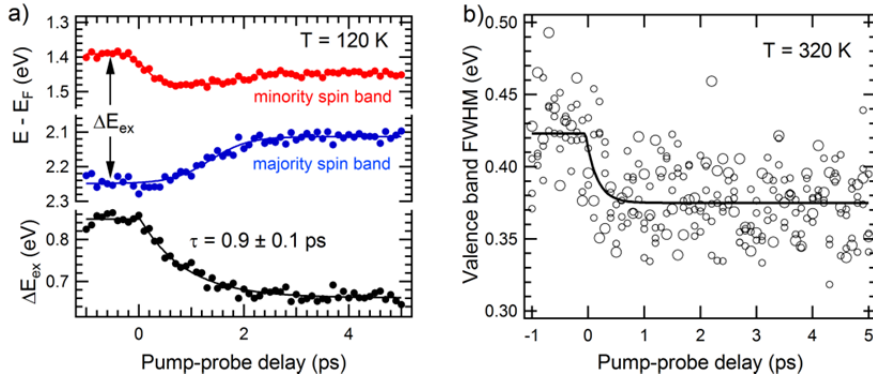 a)
T = 120 K
1.3
1.4
1.5
minority spin band
E - E_F (eV)
ΔE_ex
2.1
2.2
2.3
majority spin band
0.8
0.7
ΔE_ex (eV)
τ = 0.9 ± 0.1 ps
0
2
4
Pump-probe delay (ps)
b)
T = 320 K
0.50
0.45
0.40
0.35
0.30
Valence band FWHM (eV)
-1
0
1
2
3
4
5
Pump-probe delay (ps)